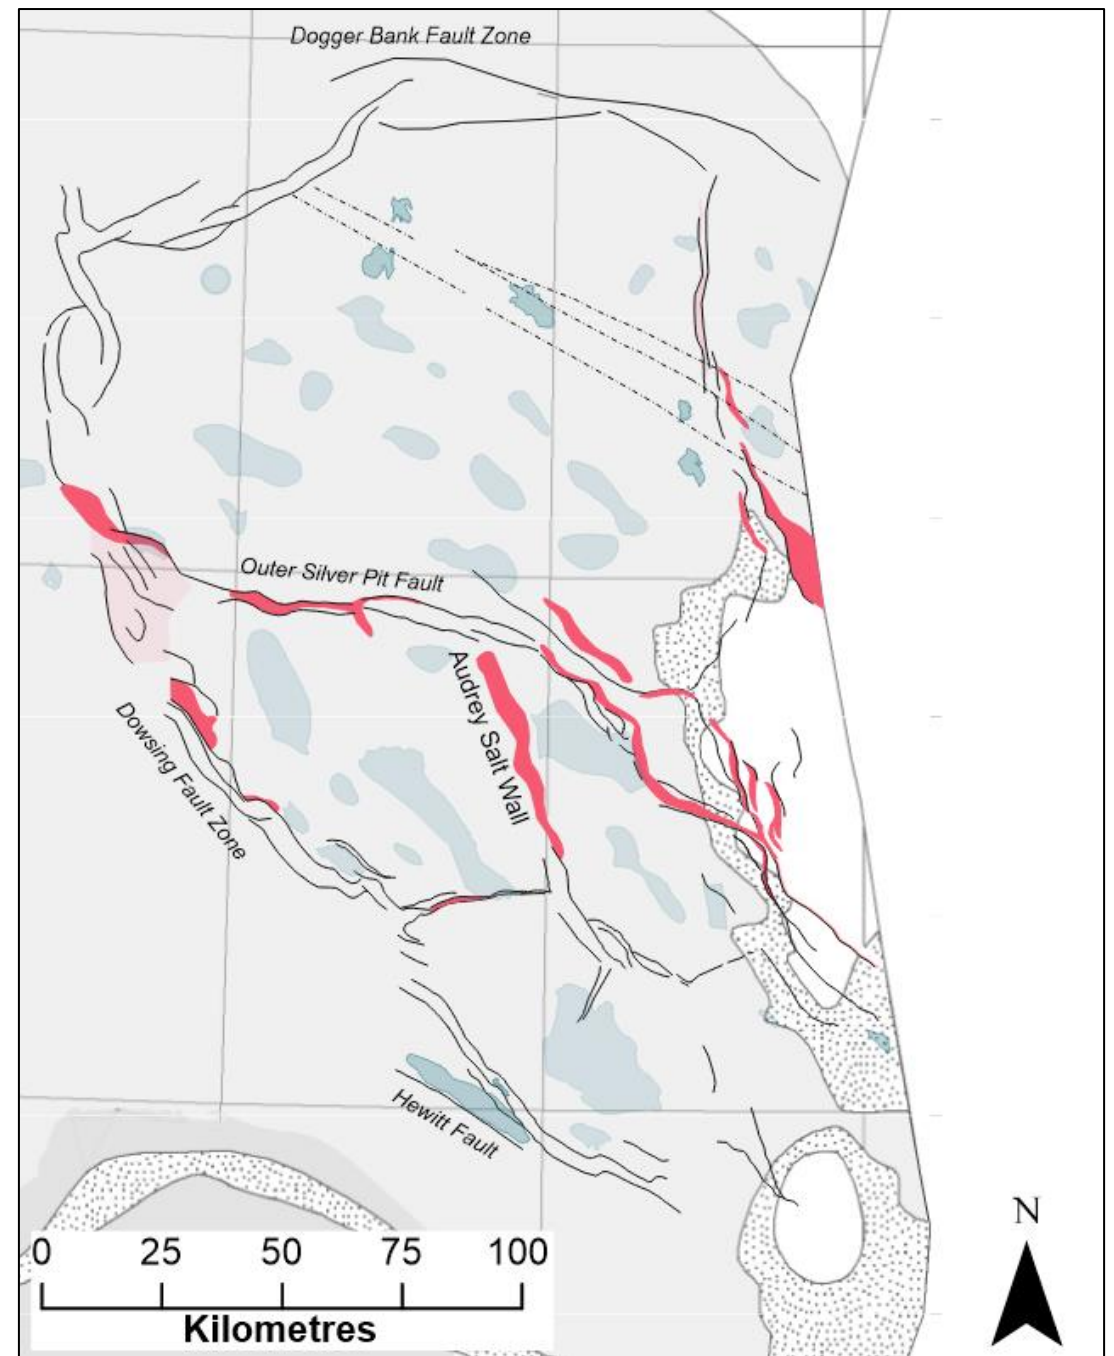 Dogger Bank Fault Zone
Outer Silver Pit Fault
Audrey Salt Wall
Dowsing Fault Zone
Hewitt Fault
N
0 25 50 75 100
Kilometres